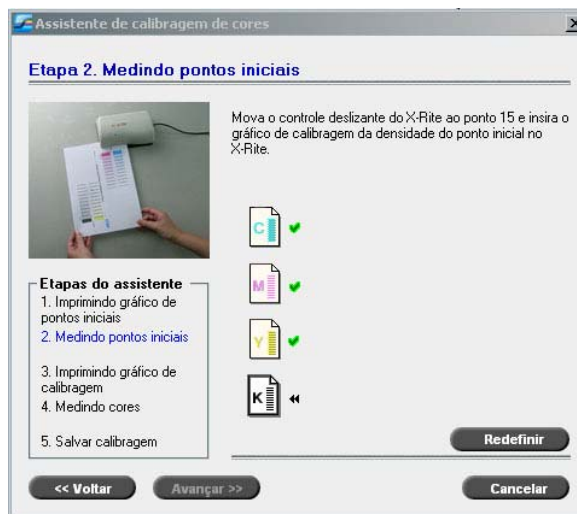 Assistente de calibragem de cores
Etapa 2. Medindo pontos iniciais
Mova o controle deslizante do X-Rite ao ponto 15 e insira o
gráfico de calibragem da densidade do ponto inicial no
X-Rite.
C
M
Y
K
Etapas do assistente
1. Imprimindo gráfico de
pontos iniciais
2. Medindo pontos iniciais
3. Imprimindo gráfico de
calibragem
4. Medindo cores
5. Salvar calibragem
Redefinir
<< Voltar
Avançar >>
Cancelar